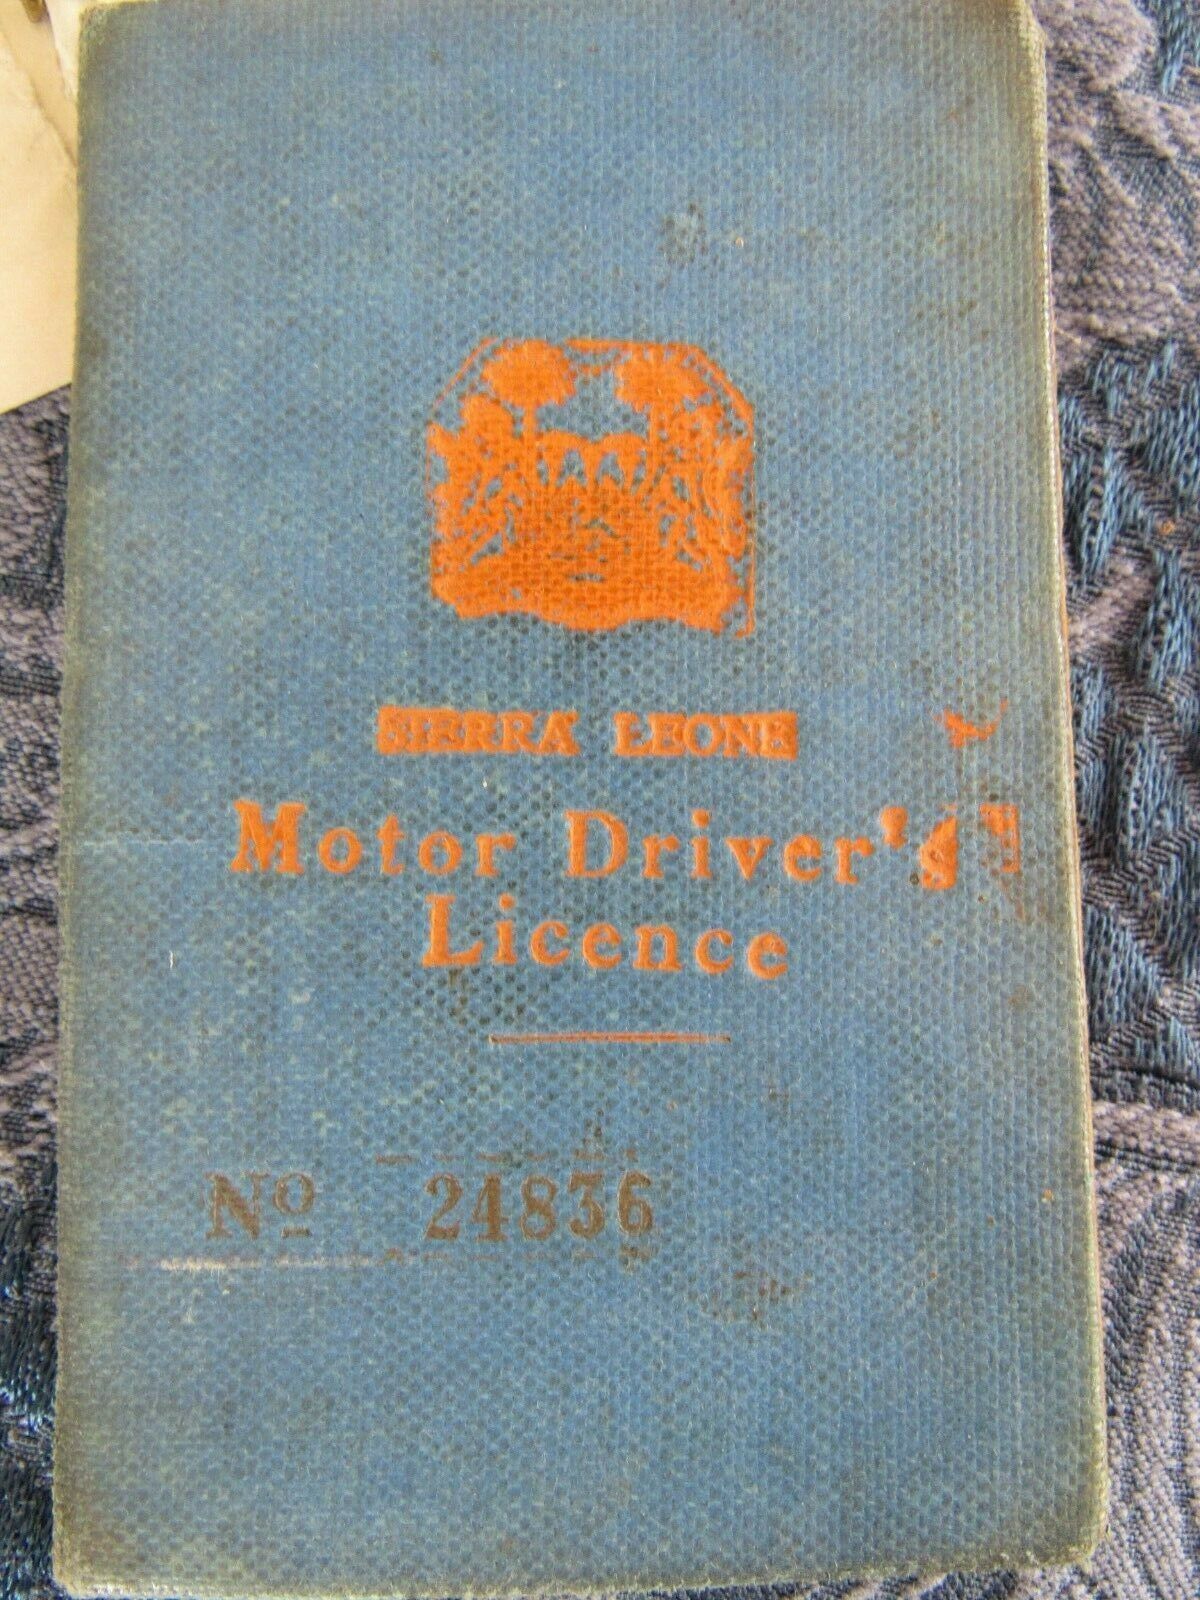 SIERRA LEONE
Motor Driver's
Licence
No 24836